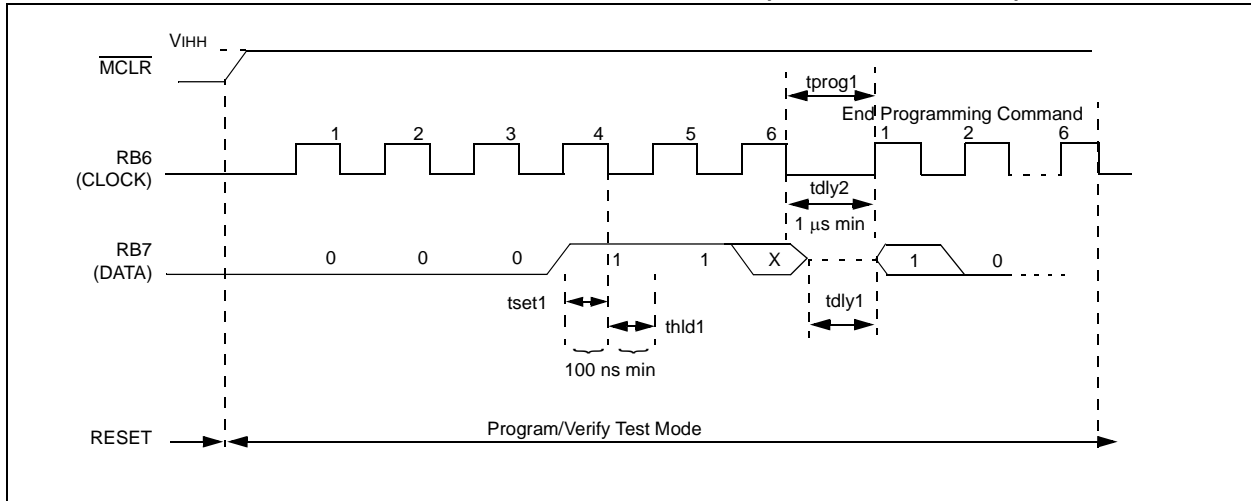 VIHH
MCLR
tprog1
End Programming Command
1 2 3 4 5 6 1 2 6
RB6
(CLOCK)
tdly2
1 μs min
RB7
(DATA)
0 0 0 1 1 X 1 0
tset1
tdly1
thld1
100 ns min
RESET
Program/Verify Test Mode